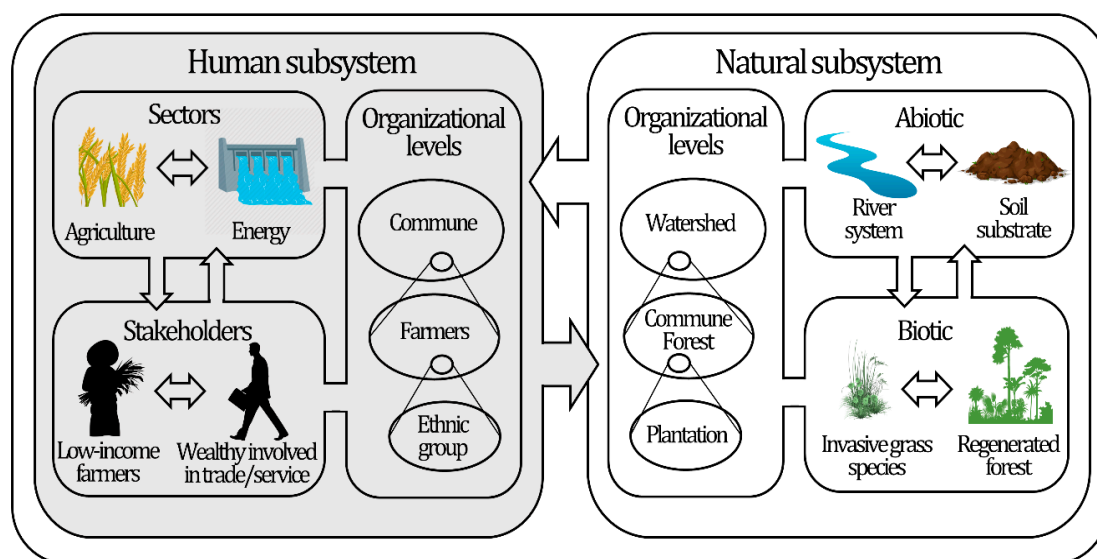 Human subsystem
Sectors
Agriculture
Energy
Stakeholders
Low-income
farmers
Wealthy involved
in trade/service
Organizational
levels
Commune
Farmers
Ethnic
group
Natural subsystem
Organizational
levels
Watershed
Commune
Forest
Plantation
Abiotic
River
system
Soil
substrate
Biotic
Invasive grass
species
Regenerated
forest